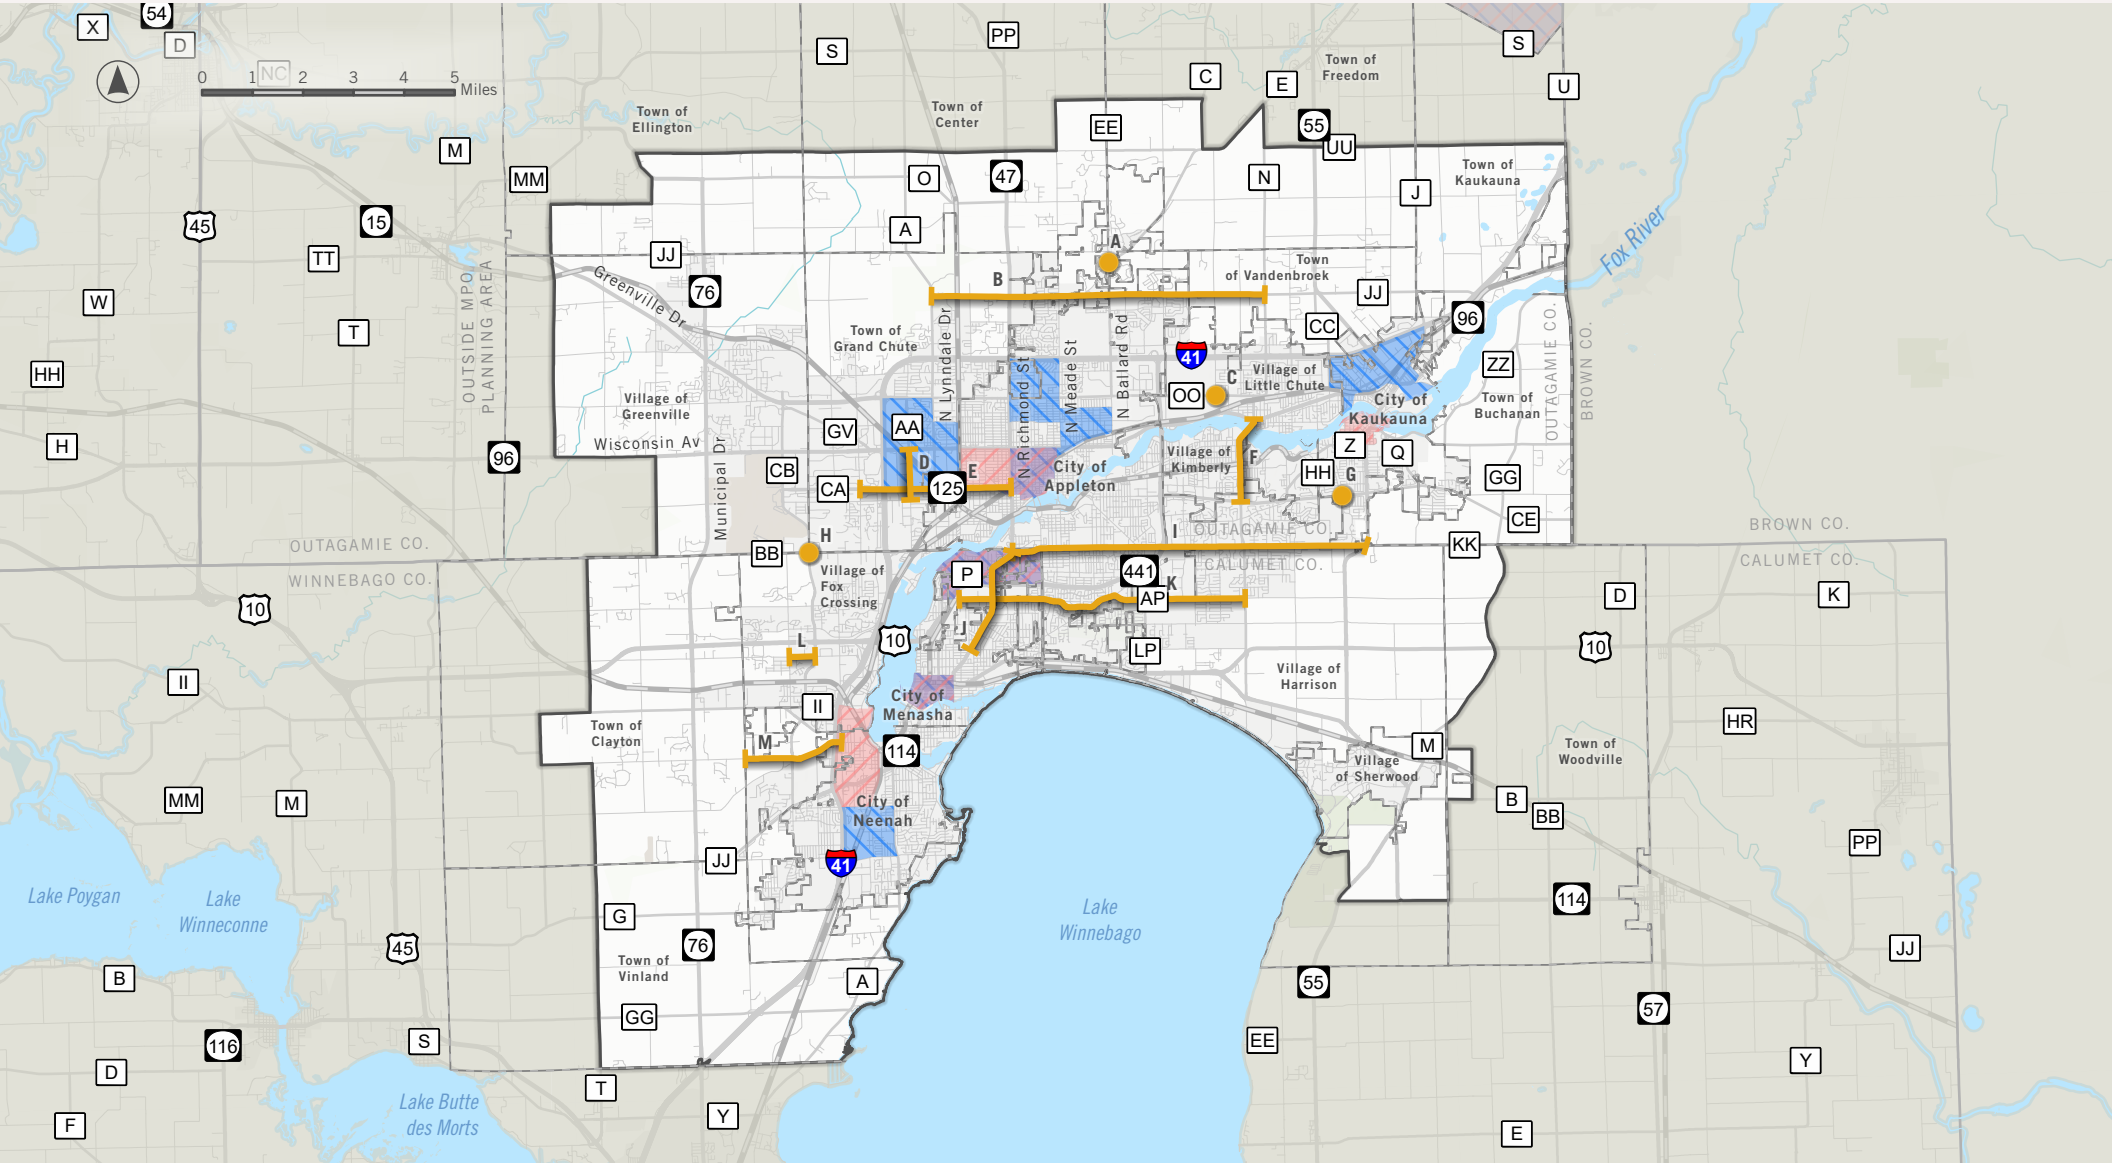 X
54
D
S
PP
C
E
Town of
Freedom
S
U
0
1
NC
2
3
4
5
Miles
Town of
Ellington
Town of
Center
EE
55
UU
M
MM
O
47
N
J
Town of
Kaukauna
45
15
TT
JJ
A
A
Town
of Vandenbroek
Fox River
W
T
OUTSIDE MPO
PLANNING AREA
Greenville Dr
76
B
JJ
96
CC
Town of
Grand Chute
N Lynndale Dr
N Richmond St
N Meade St
N Ballard Rd
41
OO
C
Village of
Little Chute
ZZ
OUTAGAMIE CO.
BROWN CO.
HH
H
96
Village of
Greenville
Wisconsin Av
Municipal Dr
GV
AA
CB
CA
D
125
E
City of
Appleton
Village of
Kimberly
F
City of
Kaukauna
Town of
Buchanan
Z
Q
HH
G
GG
CE
OUTAGAMIE CO.
WINNEBAGO CO.
BB
H
Village of
Fox
Crossing
P
I
OUTAGAMIE CO.
CALUMET CO.
KK
BROWN CO.
CALUMET CO.
441
K
AP
10
10
J
LP
L
D
K
10
Village of
Harrison
II
II
Town of
Clayton
City of
Menasha
M
114
M
HR
Town of
Woodville
Village
of Sherwood
MM
M
City of
Neenah
B
BB
PP
JJ
41
Lake Poygan
Lake
Winneconne
G
Lake
Winnebago
114
45
76
JJ
B
Town of
Vinland
A
55
57
GG
116
S
EE
D
T
Y
Y
F
Lake Butte
des Morts
E